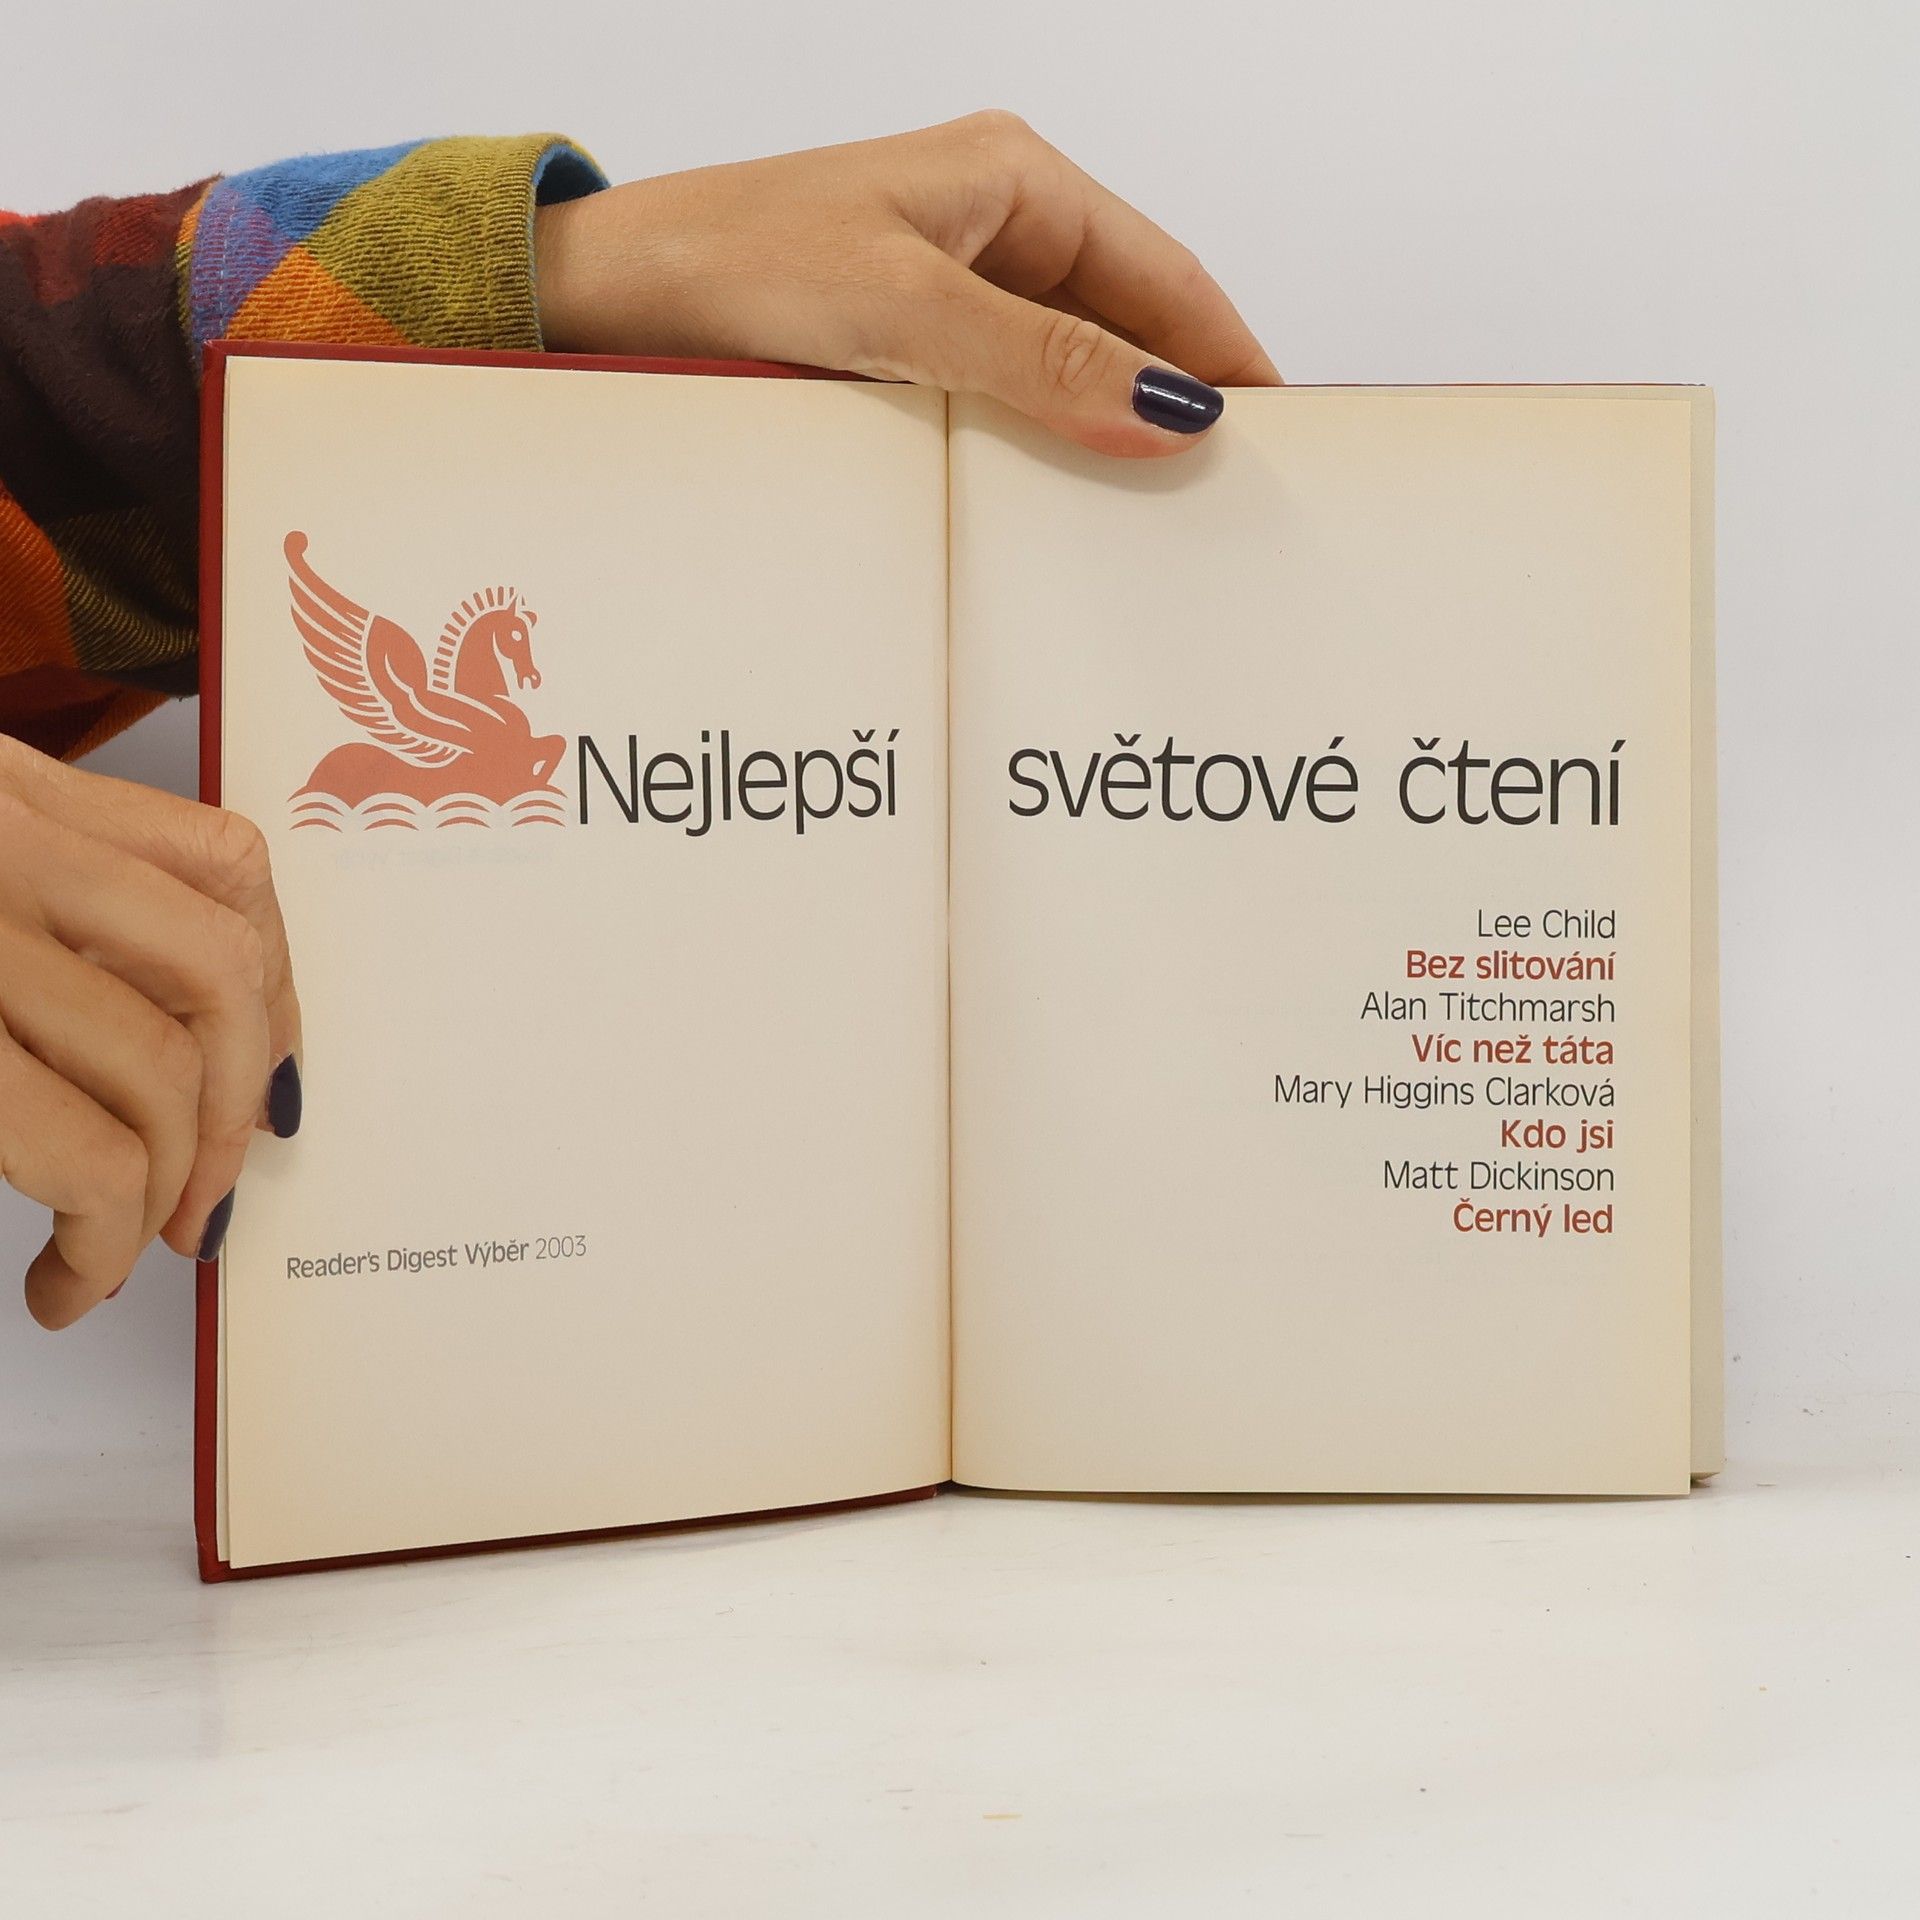 Nejlepší světové čtení
Lee Child
Bez slitování
Alan Titchmarsh
Víc než táta
Mary Higgins Clarková
Kdo jsi
Matt Dickinson
Černý led
Reader's Digest Výběr 2003